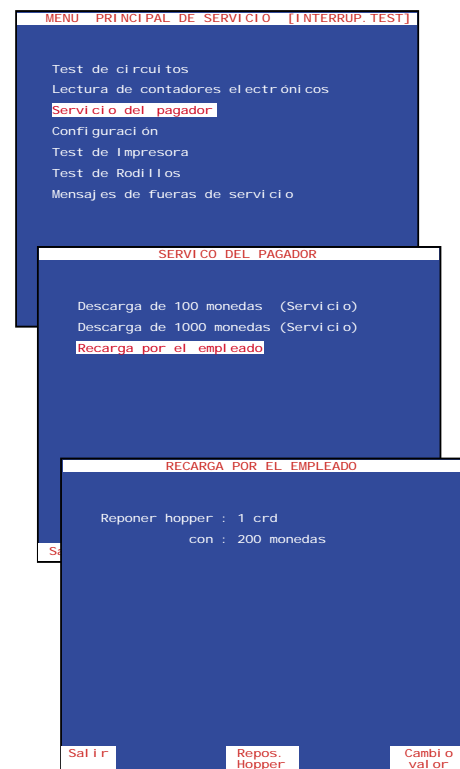 MENU PRINCIPAL DE SERVICIO [INTERRUP.TEST]
Test de circuitos
Lectura de contadores electrónicos
Servicio del pagador
Configuración
Test de Impresora
Test de Rodillos
Mensajes de fueras de servicio
SERVICO DEL PAGADOR
Descarga de 100 monedas (Servicio)
Descarga de 1000 monedas (Servicio)
Recarga por el empleado
RECARGA POR EL EMPLEADO
Reponer hopper : 1 crd
con : 200 monedas
Salir
Repos.
Hopper
Cambio
valor